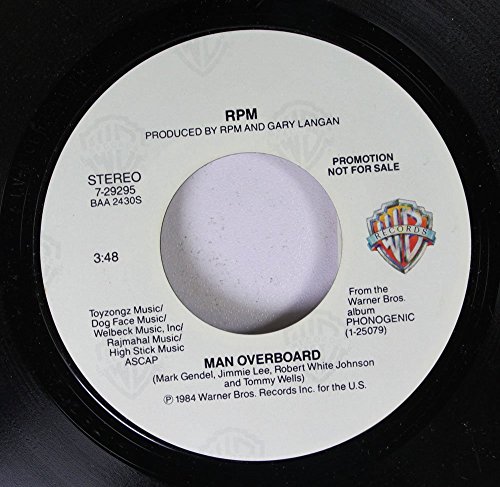 RPM
PRODUCED BY RPM AND GARY LANGAN
STEREO
7-29295
BAA 2430S
PROMOTION
NOT FOR SALE
3:48
WB
RECORDS
Toyzongz Music/
Dog Face Music/
Welbeck Music, Inc/
Rajmahal Music/
High Stick Music
ASCAP
From the
Warner Bros.
album
PHONOGENIC
(1-25079)
MAN OVERBOARD
(Mark Gendel, Jimmie Lee, Robert White Johnson
and Tommy Wells)
℗ 1984 Warner Bros. Records Inc. for the U.S.